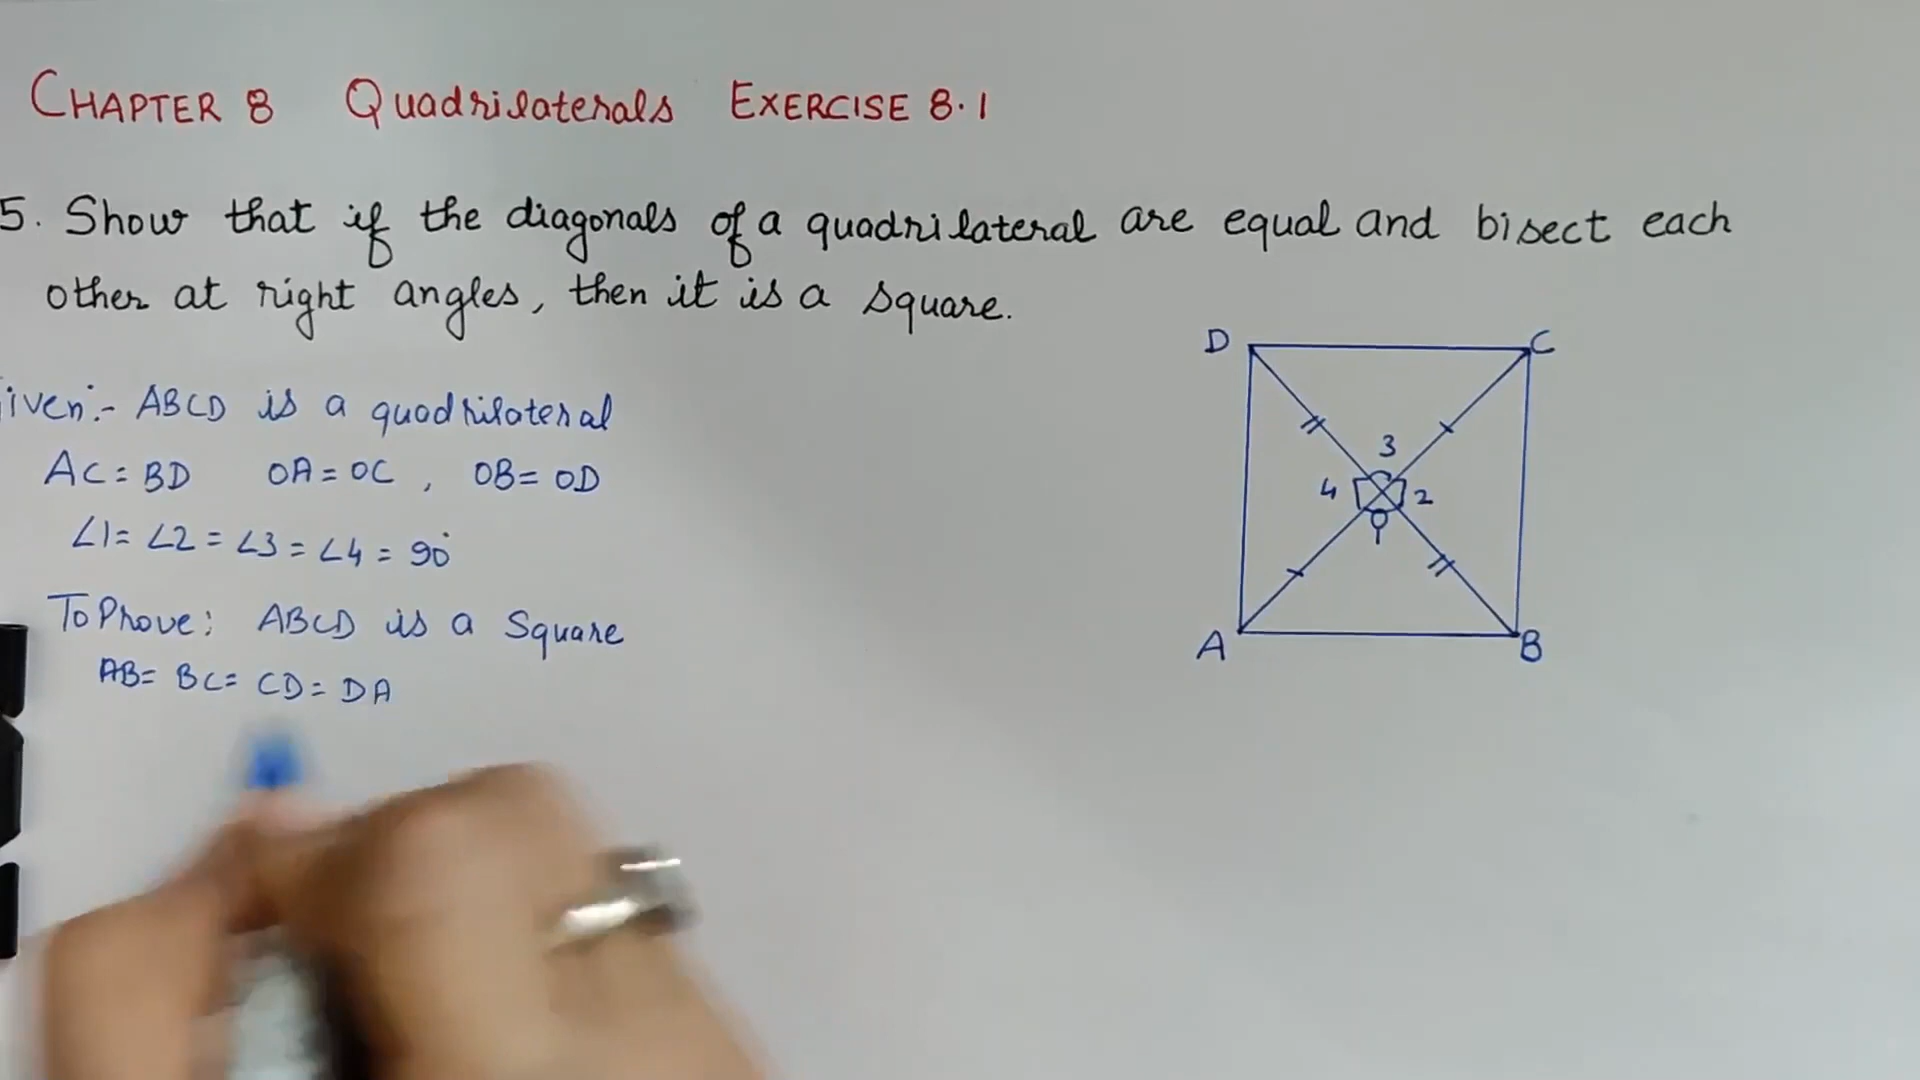 CHAPTER 8 Quadrilaterals EXERCISE 8.1
5. Show that if the diagonals of a quadrilateral are equal and bisect each
other at right angles, then it is a square.
iven:- ABCD is a quadrilateral
AC = BD OA = OC , OB = OD
∠1 = ∠2 = ∠3 = ∠4 = 90°
To Prove: ABCD is a Square
AB = BC = CD = DA
D C
3
4 2
O
1
A B